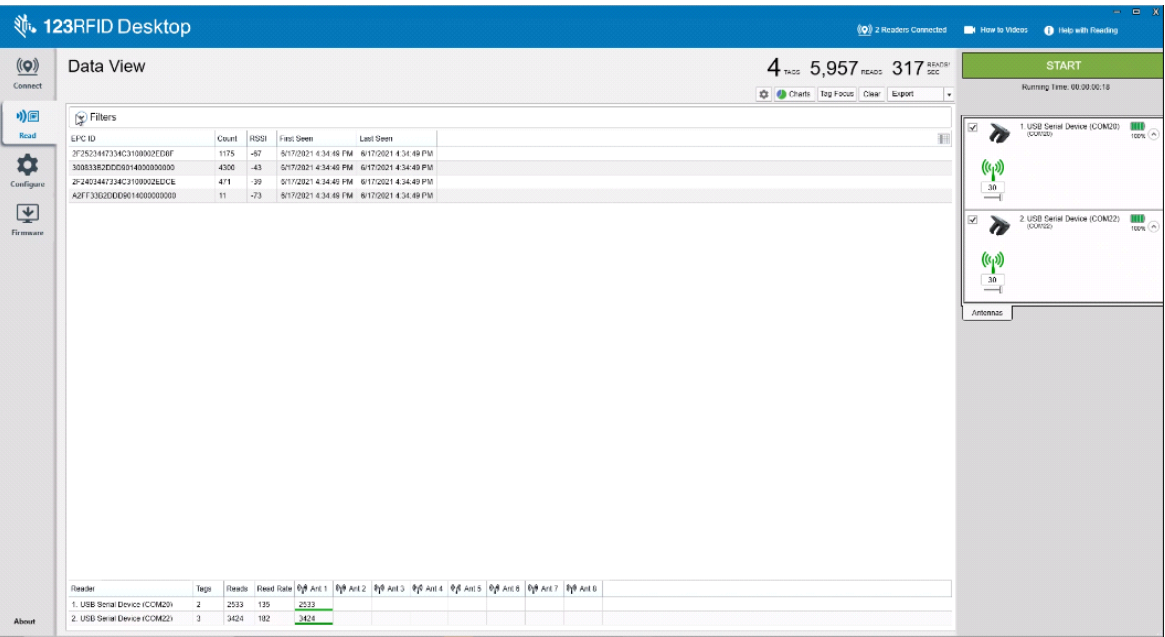 123RFID Desktop
2 Readers Connected How to Videos Help with Reading
Connect
Read
Configure
Firmware
About
Data View
4 TAGS 5,957 READS 317 READS/ SEC
Charts Tag Focus Clear Export
Filters
EPC ID Count RSSI First Seen Last Seen
1175 -67 6/17/2021 4:34:49 PM 6/17/2021 4:34:49 PM
300833B2DDD9014000000000 4300 -43 6/17/2021 4:34:49 PM 6/17/2021 4:34:49 PM
2F2403447334C3100002EDCE 471 -39 6/17/2021 4:34:49 PM 6/17/2021 4:34:49 PM
A2FF33B2DDD9014000000000 11 -73 6/17/2021 4:34:49 PM 6/17/2021 4:34:49 PM
Reader Tags Reads Read Rate Ant 1 Ant 2 Ant 3 Ant 4 Ant 5 Ant 6 Ant 7 Ant 8
1. USB Serial Device (COM20) 2 2533 135 2533
2. USB Serial Device (COM22) 3 3424 182 3424
START
Running Time: 00:00:00:18
1. USB Serial Device (COM20)
(COM20)
100%
30
2. USB Serial Device (COM22)
(COM22)
100%
30
Antennas